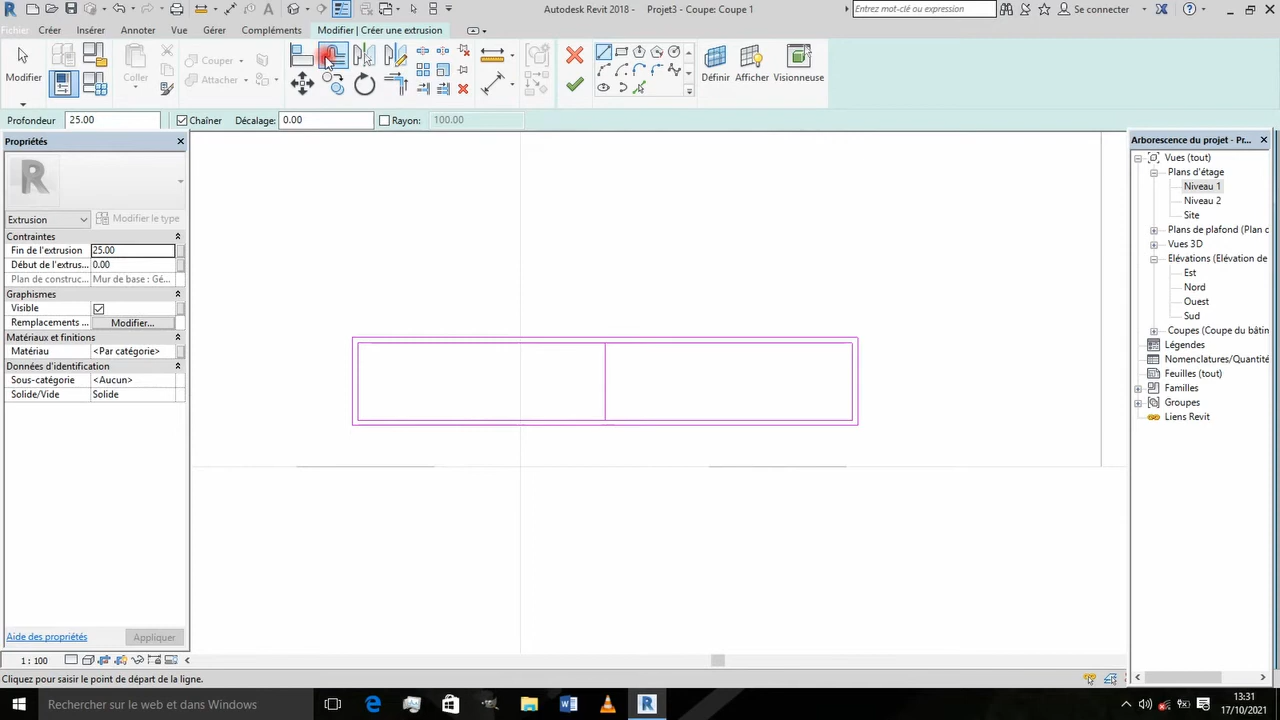 Autodesk Revit 2018 - Projet3 - Coupe: Coupe 1
Entrez mot-clé ou expression
Se connecter
Fichier
Créer
Insérer
Annoter
Vue
Gérer
Compléments
Modifier | Créer une extrusion
Modifier
Coller
Couper
Attacher
Définir
Afficher
Visionneuse
Profondeur
25.00
Chaîner
Décalage:
0.00
Rayon:
100.00
Propriétés
Extrusion
Modifier le type
Contraintes
Fin de l'extrusion
25.00
Début de l'extrus...
0.00
Plan de construc...
Mur de base : Gé...
Graphismes
Visible
Remplacements ...
Modifier...
Matériaux et finitions
Matériau
<Par catégorie>
Données d'identification
Sous-catégorie
<Aucun>
Solide/Vide
Solide
Aide des propriétés
Appliquer
Arborescence du projet - Pr...
Vues (tout)
Plans d'étage
Niveau 1
Niveau 2
Site
Plans de plafond (Plan c
Vues 3D
Elévations (Elévation de
Est
Nord
Ouest
Sud
Coupes (Coupe du bâtin
Légendes
Nomenclatures/Quantité
Feuilles (tout)
Familles
Groupes
Liens Revit
1 : 100
Cliquez pour saisir le point de départ de la ligne.
Rechercher sur le web et dans Windows
13:31
17/10/2021